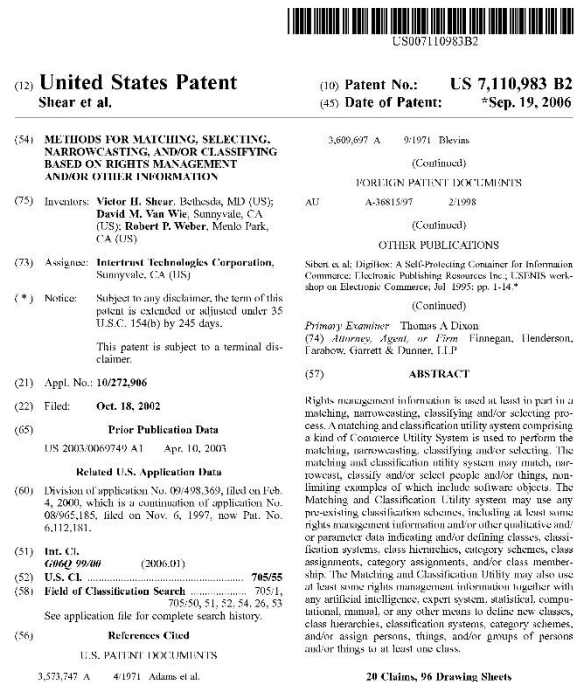 US007110983B2
(12) United States Patent
Shear et al.
(10) Patent No.: US 7,110,983 B2
(45) Date of Patent: *Sep. 19, 2006
(54) METHODS FOR MATCHING, SELECTING,
NARROWCASTING, AND/OR CLASSIFYING
BASED ON RIGHTS MANAGEMENT
AND/OR OTHER INFORMATION
(75) Inventors: Victor H. Shear, Bethesda, MD (US);
David M. Van Wie, Sunnyvale, CA
(US); Robert P. Weber, Menlo Park,
CA (US)
(73) Assignee: Intertrust Technologies Corporation,
Sunnyvale, CA (US)
( * ) Notice: Subject to any disclaimer, the term of this
patent is extended or adjusted under 35
U.S.C. 154(b) by 245 days.
This patent is subject to a terminal dis-
claimer.
(21) Appl. No.: 10/272,906
(22) Filed: Oct. 18, 2002
(65) Prior Publication Data
US 2003/0069749 A1 Apr. 10, 2003
Related U.S. Application Data
(60) Division of application No. 09/498,369, filed on Feb.
4, 2000, which is a continuation of application No.
08/965,185, filed on Nov. 6, 1997, now Pat. No.
6,112,181.
(51) Int. Cl.
G06Q 99/00 (2006.01)
(52) U.S. Cl. ........................................ 705/55
(58) Field of Classification Search .................. 705/1,
705/50, 51, 52, 54, 26, 53
See application file for complete search history.
(56) References Cited
U.S. PATENT DOCUMENTS
3,573,747 A 4/1971 Adams et al.
3,609,697 A 9/1971 Blevins
(Continued)
FOREIGN PATENT DOCUMENTS
AU A-36815/97 2/1998
(Continued)
OTHER PUBLICATIONS
Sibert et al; DigiBox: A Self-Protecting Container for Information
Commerce; Electronic Publishing Resources Inc.; USENIS work-
shop on Electronic Commerce; Jul 1995; pp. 1-14.*
(Continued)
Primary Examiner Thomas A Dixon
(74) Attorney, Agent, or Firm Finnegan, Henderson,
Farabow, Garrett & Dunner, LLP
(57) ABSTRACT
Rights management information is used at least in part in a
matching, narrowcasting, classifying and/or selecting pro-
cess. A matching and classification utility system comprising
a kind of Commerce Utility System is used to perform the
matching, narrowcasting, classifying and/or selecting. The
matching and classification utility system may match, nar-
rowcast, classify and/or select people and/or things, non-
limiting examples of which include software objects. The
Matching and Classification Utility system may use any
pre-existing classification schemes, including at least some
rights management information and/or other qualitative and/
or parameter data indicating and/or defining classes, classi-
fication systems, class hierarchies, category schemes, class
assignments, category assignments, and/or class member-
ship. The Matching and Classification Utility may also use
at least some rights management information together with
any artificial intelligence, expert system, statistical, compu-
tational, manual, or any other means to define new classes,
class hierarchies, classification systems, category schemes,
and/or assign persons, things, and/or groups of persons
and/or things to at least one class.
20 Claims, 96 Drawing Sheets